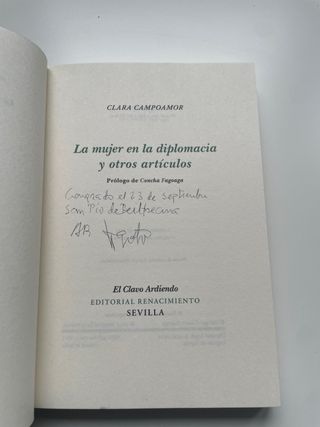 CLARA CAMPOAMOR
La mujer en la diplomacia
y otros artículos
Prólogo de Concha Fagoaga
Comprado el 23 de septiembre
San Pío de
El Clavo Ardiendo
EDITORIAL RENACIMIENTO
SEVILLA